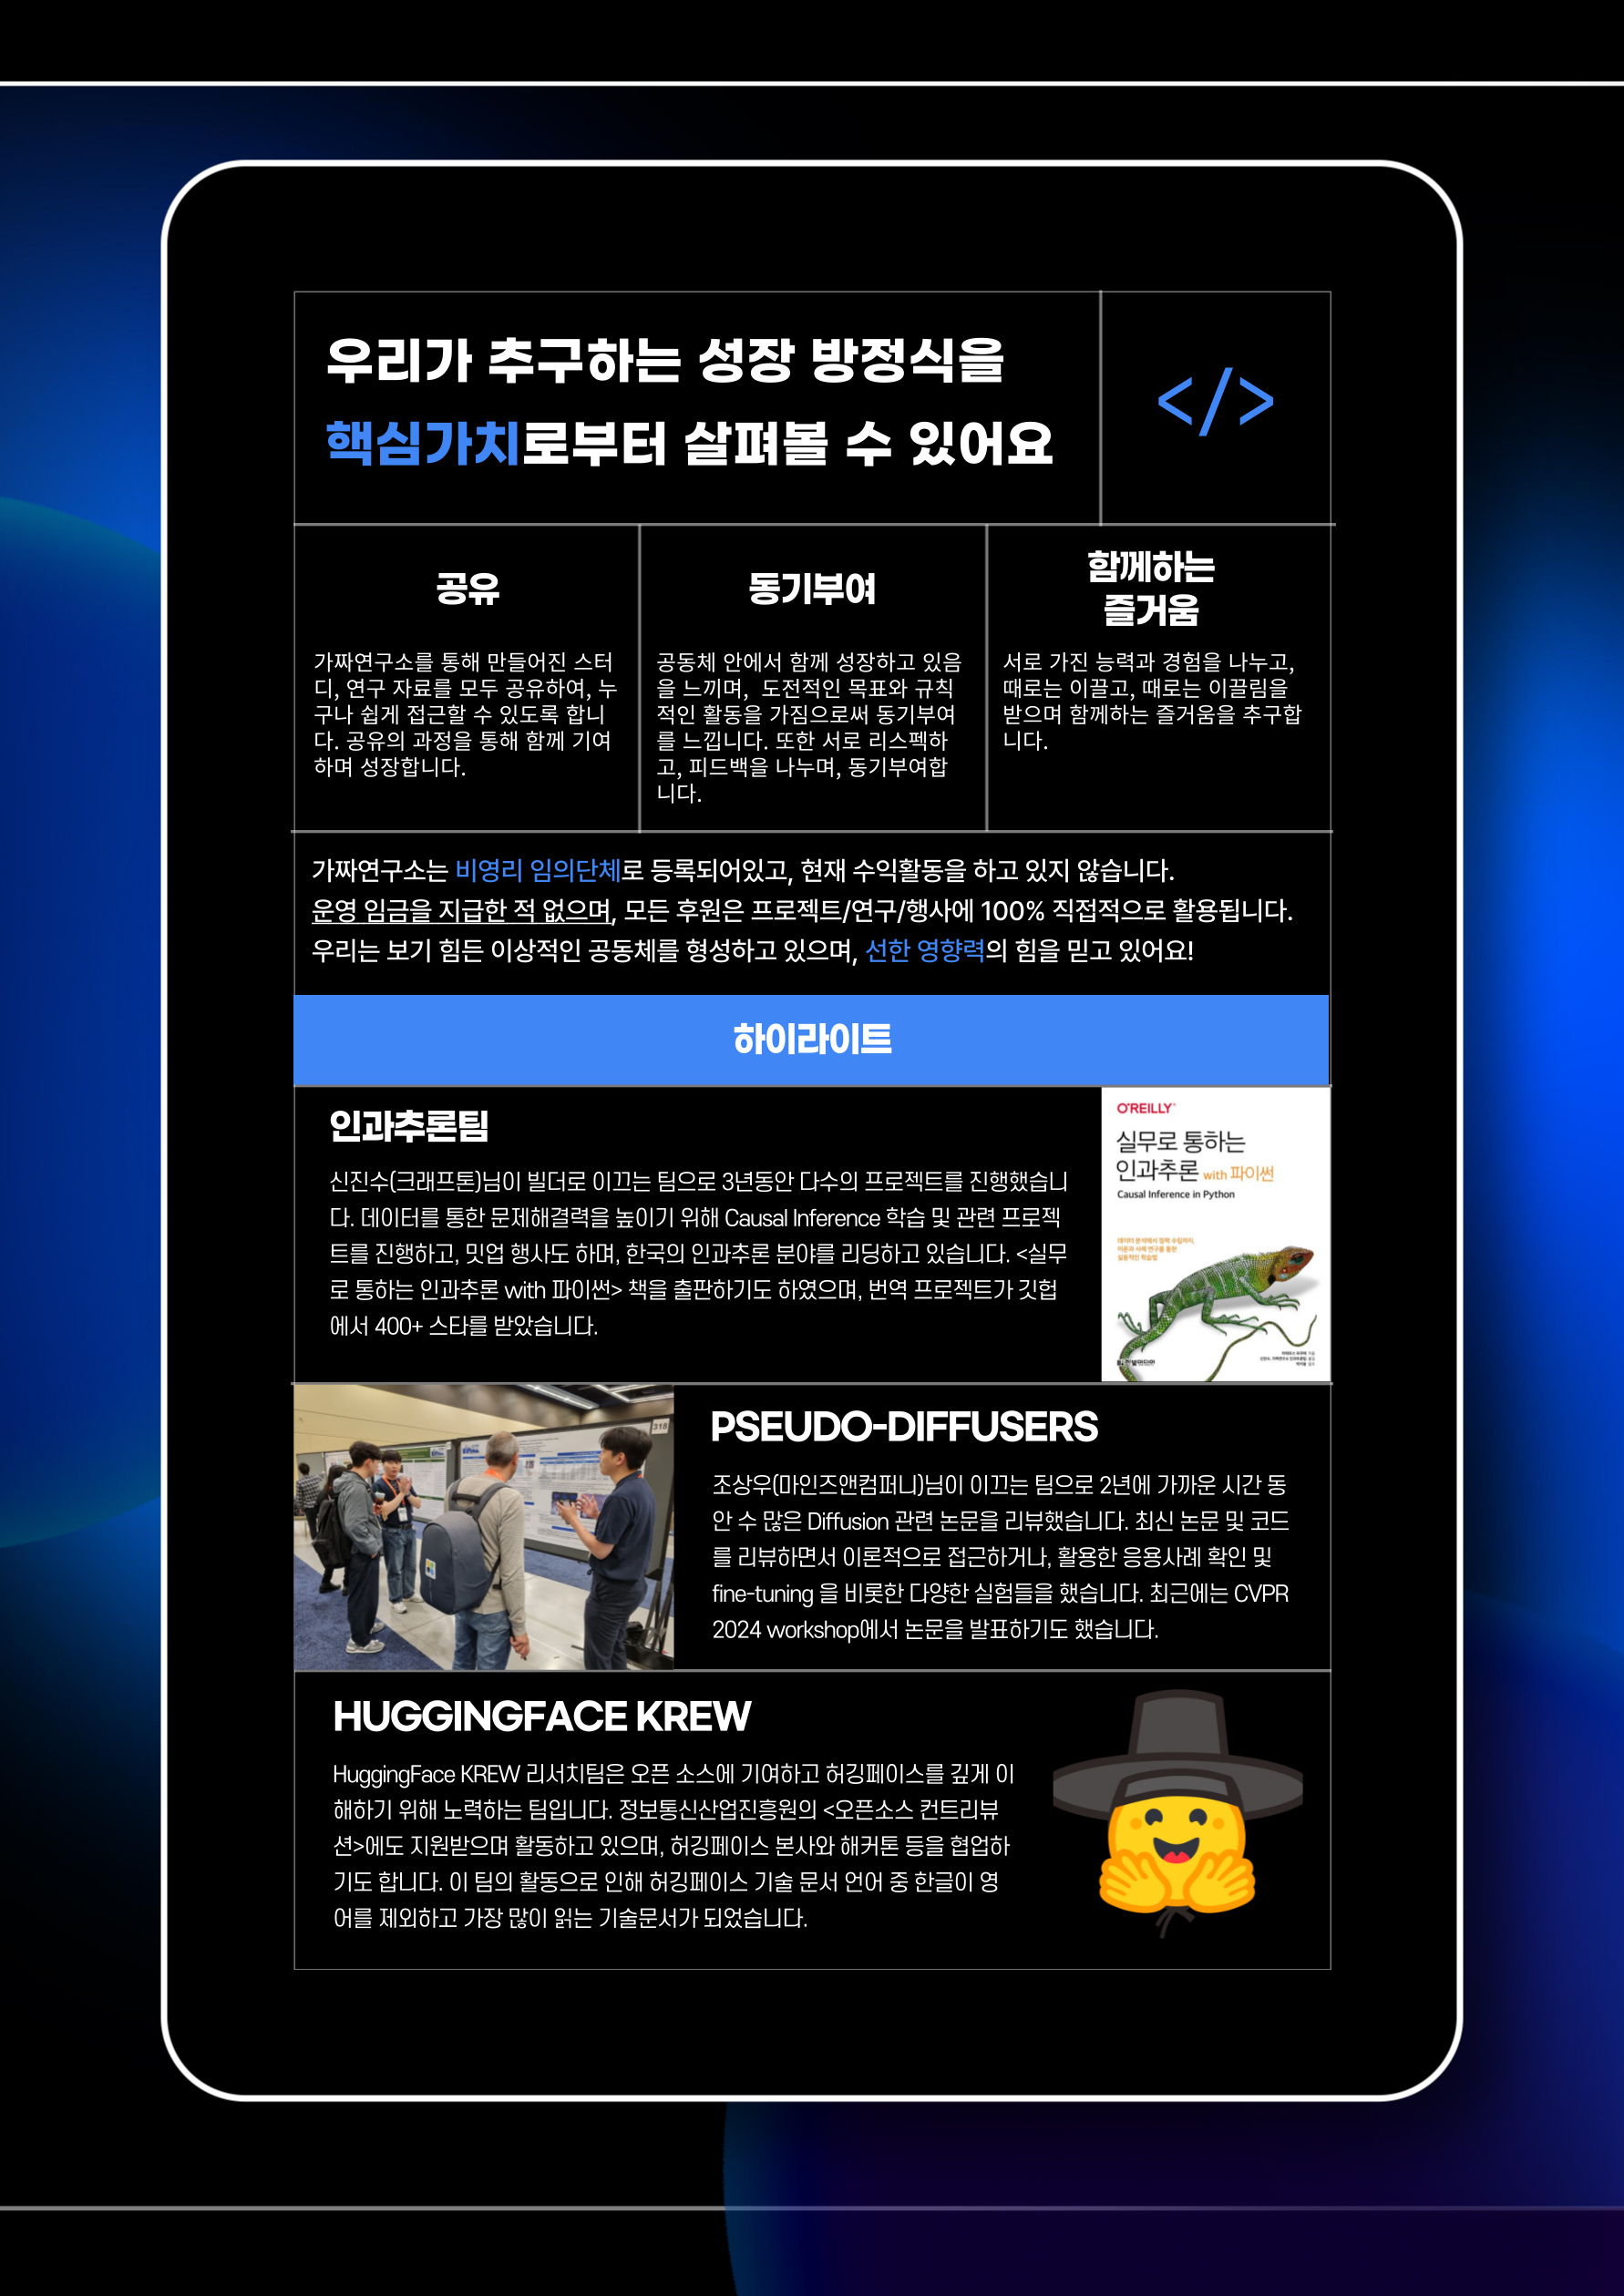 우리가 추구하는 성장 방정식을
핵심가치로부터 살펴볼 수 있어요
</>
공유
가짜연구소를 통해 만들어진 스터
디, 연구 자료를 모두 공유하여, 누
구나 쉽게 접근할 수 있도록 합니
다. 공유의 과정을 통해 함께 기여
하며 성장합니다.
동기부여
공동체 안에서 함께 성장하고 있음
을 느끼며, 도전적인 목표와 규칙
적인 활동을 가짐으로써 동기부여
를 느낍니다. 또한 서로 리스펙하
고, 피드백을 나누며, 동기부여합
니다.
함께하는
즐거움
서로 가진 능력과 경험을 나누고,
때로는 이끌고, 때로는 이끌림을
받으며 함께하는 즐거움을 추구합
니다.
가짜연구소는 비영리 임의단체로 등록되어있고, 현재 수익활동을 하고 있지 않습니다.
운영 임금을 지급한 적 없으며, 모든 후원은 프로젝트/연구/행사에 100% 직접적으로 활용됩니다.
우리는 보기 힘든 이상적인 공동체를 형성하고 있으며, 선한 영향력의 힘을 믿고 있어요!
하이라이트
인과추론팀
신진수(크래프톤)님이 빌더로 이끄는 팀으로 3년동안 다수의 프로젝트를 진행했습니
다. 데이터를 통한 문제해결력을 높이기 위해 Causal Inference 학습 및 관련 프로젝
트를 진행하고, 밋업 행사도 하며, 한국의 인과추론 분야를 리딩하고 있습니다. <실무
로 통하는 인과추론 with 파이썬> 책을 출판하기도 하였으며, 번역 프로젝트가 깃헙
에서 400+ 스타를 받았습니다.
O'REILLY
실무로 통하는
인과추론 with 파이썬
Causal Inference in Python
데이터 분석에서 정책 수립까지,
이론과 사례 연구를 통한
실용적인 학습법
한빛미디어
318
PSEUDO-DIFFUSERS
조상우(마인즈앤컴퍼니)님이 이끄는 팀으로 2년에 가까운 시간 동
안 수 많은 Diffusion 관련 논문을 리뷰했습니다. 최신 논문 및 코드
를 리뷰하면서 이론적으로 접근하거나, 활용한 응용사례 확인 및
fine-tuning 을 비롯한 다양한 실험들을 했습니다. 최근에는 CVPR
2024 workshop에서 논문을 발표하기도 했습니다.
HUGGINGFACE KREW
HuggingFace KREW 리서치팀은 오픈 소스에 기여하고 허깅페이스를 깊게 이
해하기 위해 노력하는 팀입니다. 정보통신산업진흥원의 <오픈소스 컨트리뷰
션>에도 지원받으며 활동하고 있으며, 허깅페이스 본사와 해커톤 등을 협업하
기도 합니다. 이 팀의 활동으로 인해 허깅페이스 기술 문서 언어 중 한글이 영
어를 제외하고 가장 많이 읽는 기술문서가 되었습니다.